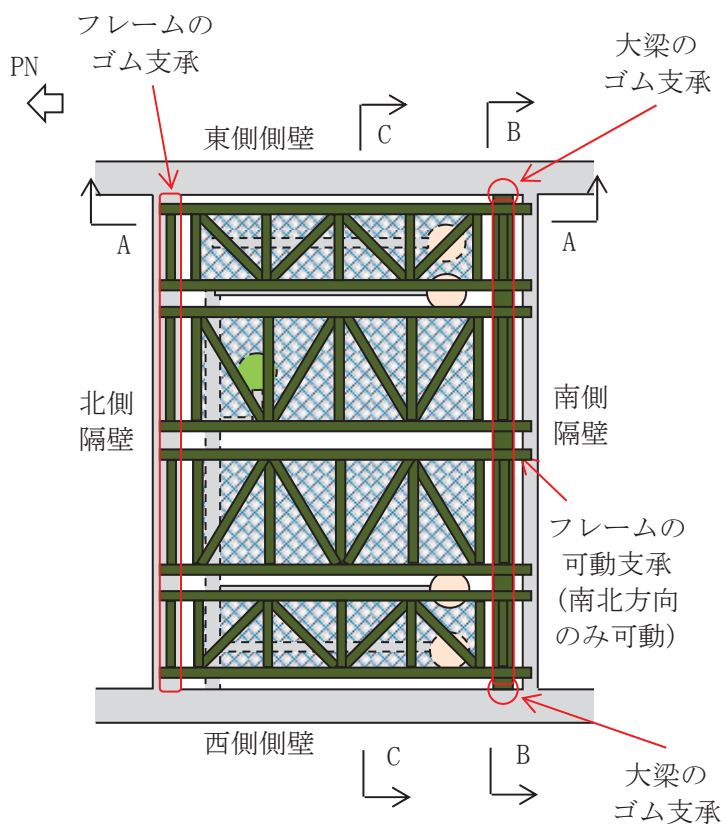 フレームの
ゴム支承
大梁の
ゴム支承
PN
C
B
東側側壁
A
A
北側
隔壁
南側
隔壁
フレームの
可動支承
(南北方向
のみ可動)
西側側壁
C
B
大梁の
ゴム支承